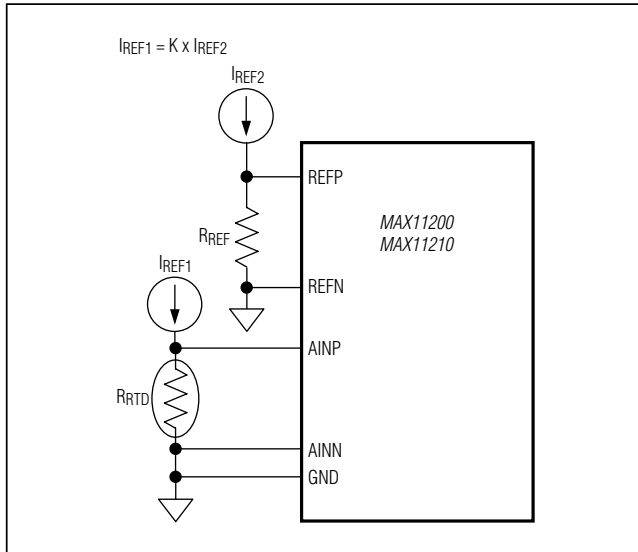 IREF1 = K x IREF2
IREF2
REFP
MAX11200
MAX11210
RREF
REFN
IREF1
AINP
RRTD
AINN
GND